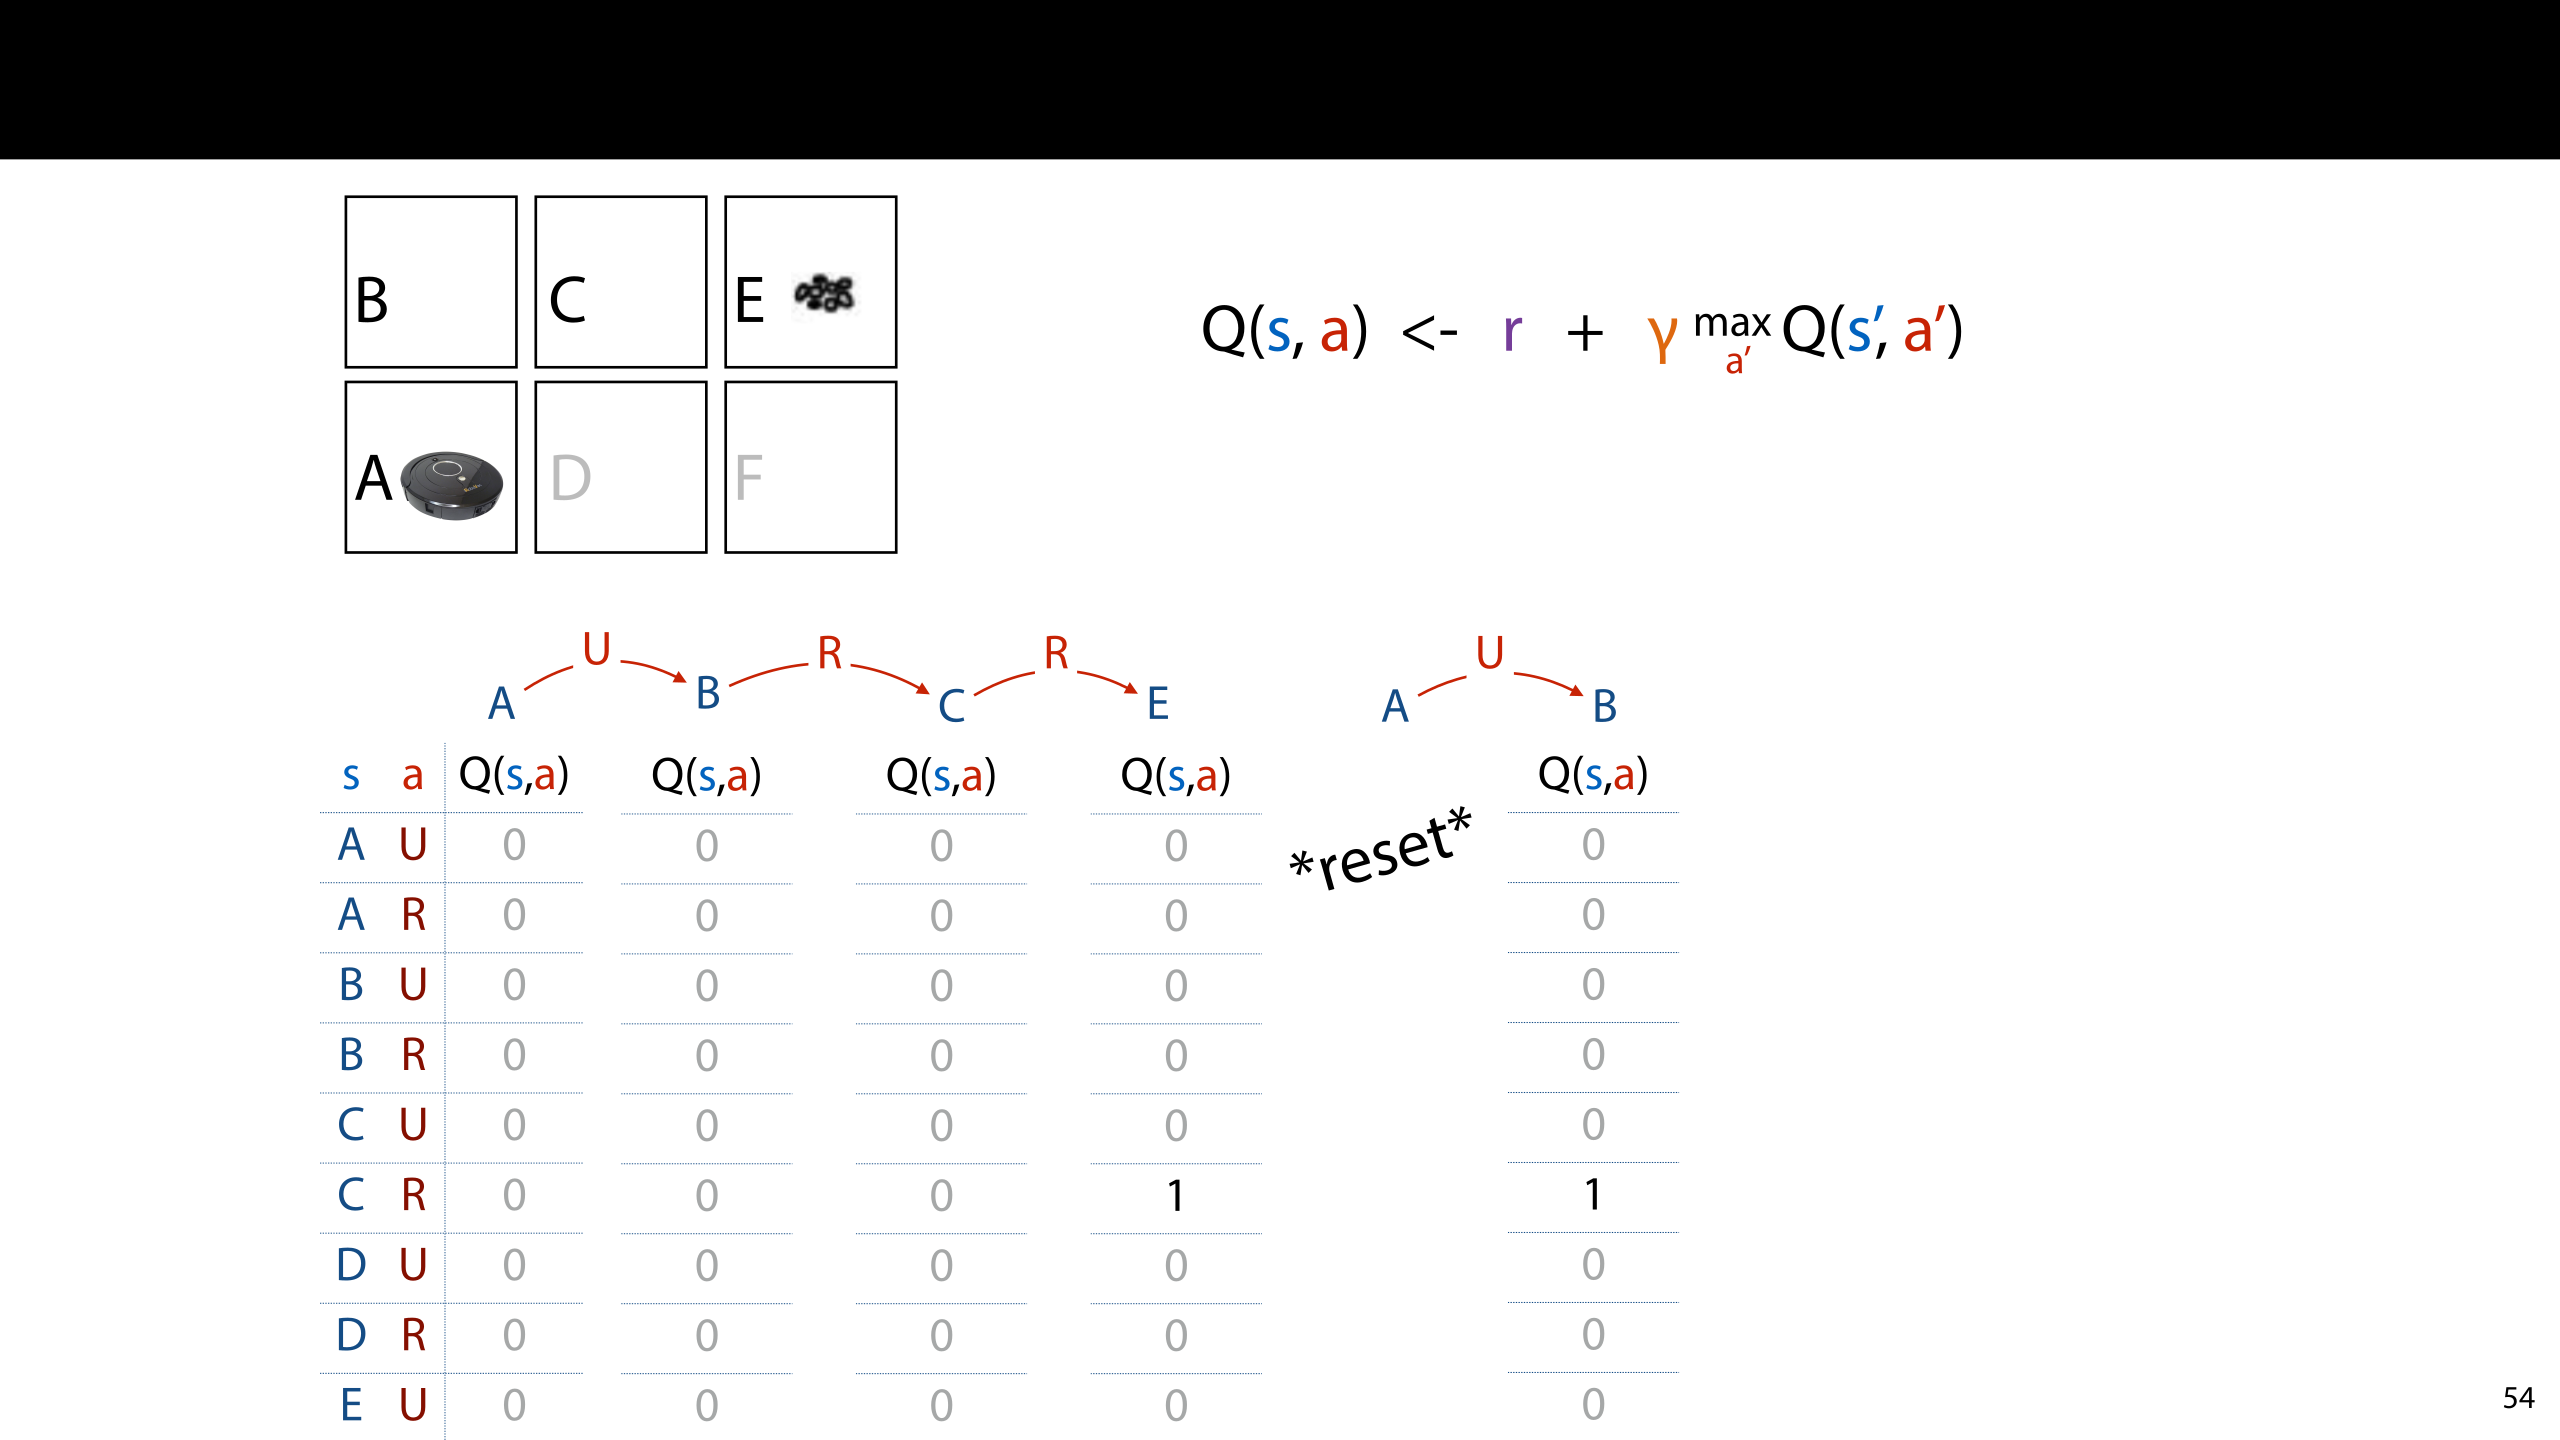 B C E
Q(s, a) <- r + γ max Q(s’, a’)
a’
A D F
U R R U
A B C E A B
s a Q(s,a) Q(s,a) Q(s,a) Q(s,a) Q(s,a)
A U 0 0 0 0 0
*reset*
A R 0 0 0 0 0
B U 0 0 0 0 0
B R 0 0 0 0 0
C U 0 0 0 0 0
C R 0 0 0 1 1
D U 0 0 0 0 0
D R 0 0 0 0 0
E U 0 0 0 0 0
54